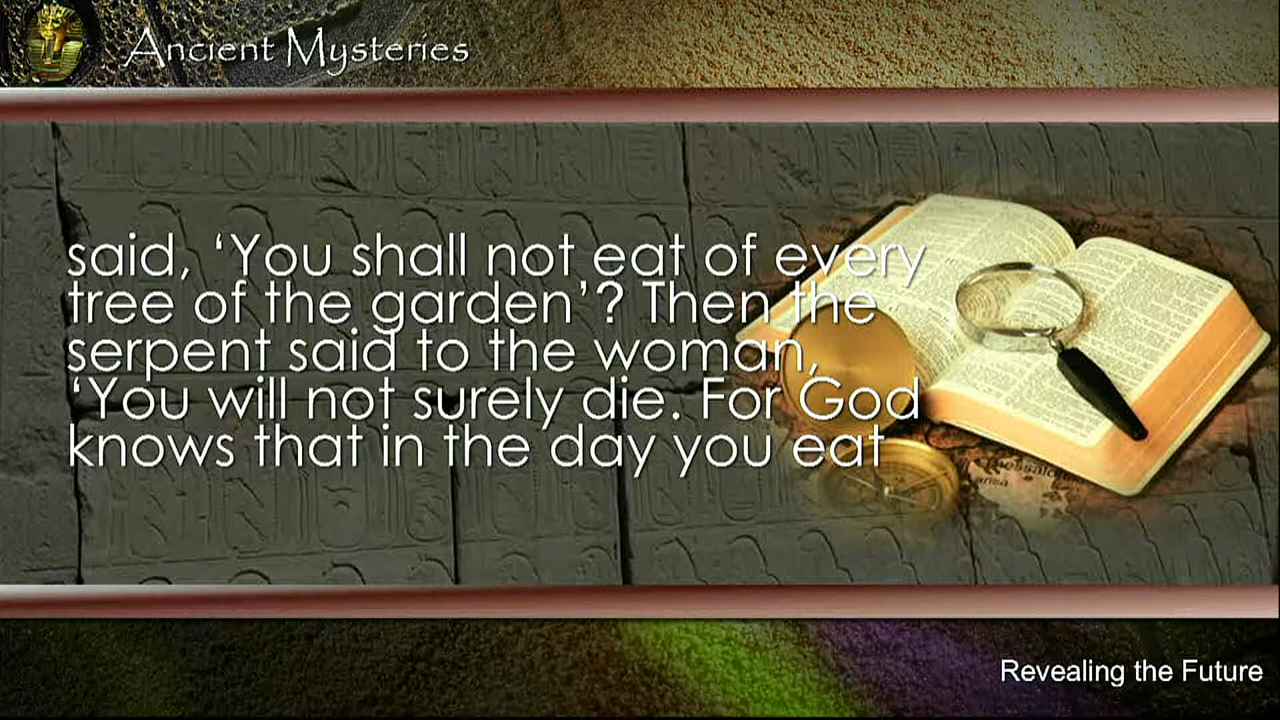 Ancient Mysteries
said, ‘You shall not eat of every
tree of the garden’? Then the
serpent said to the woman,
‘You will not surely die. For God
knows that in the day you eat
Revealing the Future